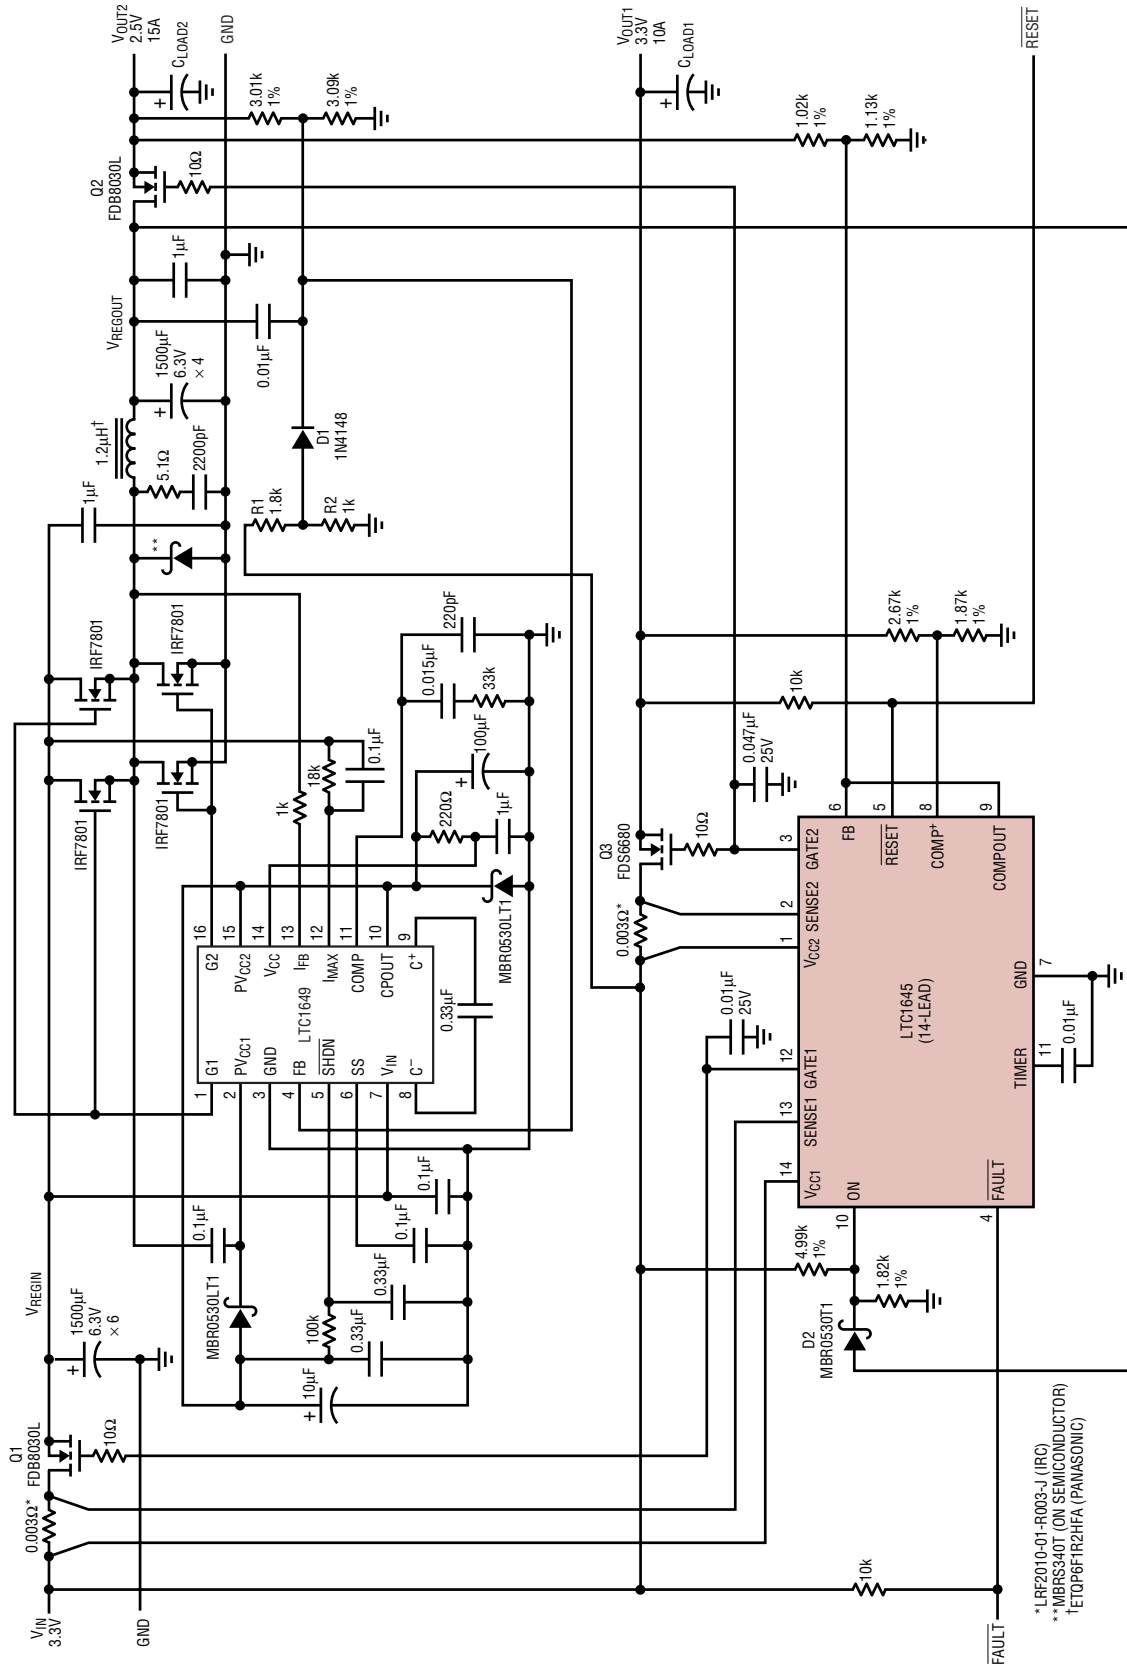 VIN
3.3V
GND
0.003Ω*
Q1
FDB8030L
10Ω
+
1500µF
6.3V
× 6
VREGIN
0.1µF
MBR0530LT1
+
10µF
100k
0.33µF
0.33µF
0.1µF
0.1µF
1
G1
2
PVCC1
3
GND
4
FB
5
SHDN
6
SS
7
VIN
8
C–
LTC1649
16
G2
15
PVCC2
14
VCC
13
IFB
12
IMAX
11
COMP
10
CPOUT
9
C+
0.33µF
MBR0530LT1
IRF7801
IRF7801
IRF7801
IRF7801
1k
18k
0.1µF
220Ω
1µF
+
100µF
0.015µF
33k
220pF
**
1µF
5.1Ω
2200pF
1.2µH†
+
1500µF
6.3V
× 4
VREGOUT
1µF
0.01µF
R1
1.8k
R2
1k
D1
1N4148
Q2
FDB8030L
10Ω
VOUT2
2.5V
15A
+
CLOAD2
GND
3.01k
1%
3.09k
1%
VOUT1
3.3V
10A
+
CLOAD1
1.02k
1%
1.13k
1%
RESET
0.003Ω*
Q3
FDS6680
10Ω
0.047µF
25V
0.01µF
25V
10k
2.67k
1%
1.87k
1%
4.99k
1%
1.82k
1%
D2
MBR0530T1
10k
FAULT
14
VCC1
13
SENSE1
12
GATE1
1
VCC2
2
SENSE2
3
GATE2
10
ON
4
FAULT
LTC1645
(14-LEAD)
6
FB
5
RESET
8
COMP+
9
COMPOUT
TIMER
11
GND
7
0.01µF
*LRF2010-01-R003-J (IRC)
**MBRS340T (ON SEMICONDUCTOR)
†ETQP6F1R2HFA (PANASONIC)